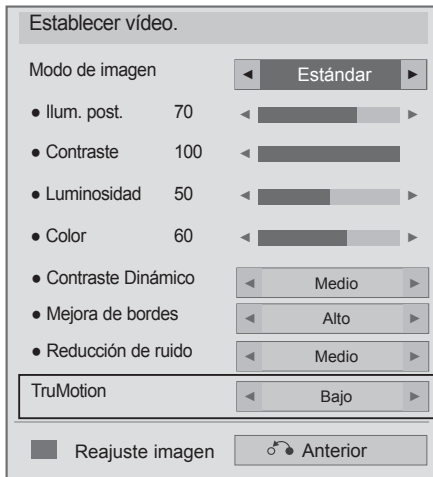 Establecer vídeo.
Modo de imagen ◄ Estándar ►
● Ilum. post. 70 ◄ ►
● Contraste 100 ◄
● Luminosidad 50 ◄ ►
● Color 60 ◄ ►
● Contraste Dinámico ◄ Medio ►
● Mejora de bordes ◄ Alto ►
● Reducción de ruido ◄ Medio ►
TruMotion ◄ Bajo ►
Reajuste imagen Anterior